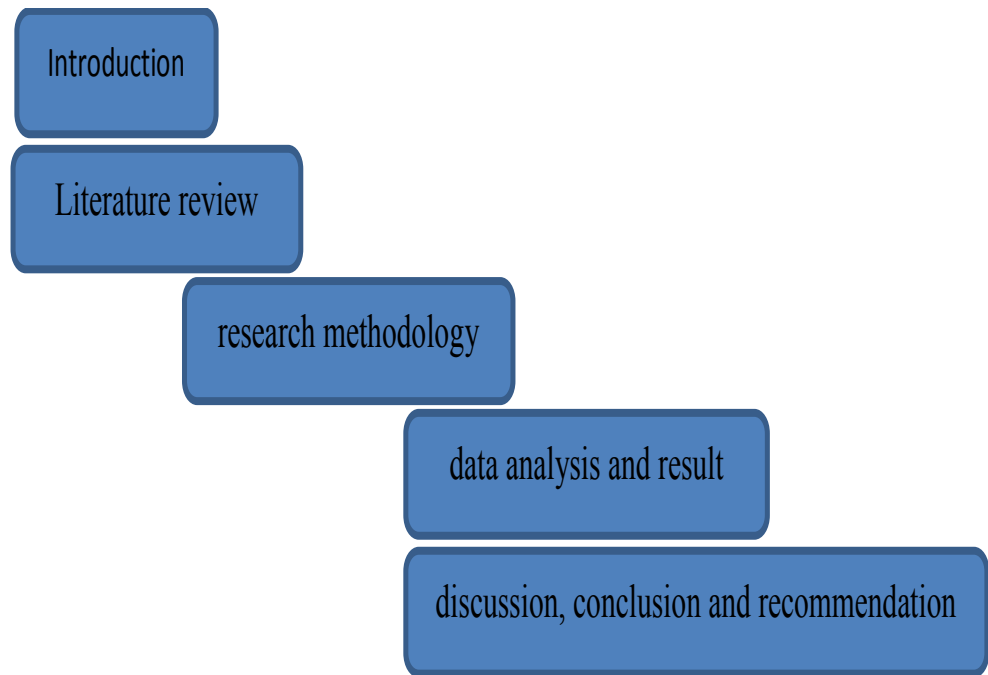 Introduction
Literature review
research methodology
data analysis and result
discussion, conclusion and recommendation